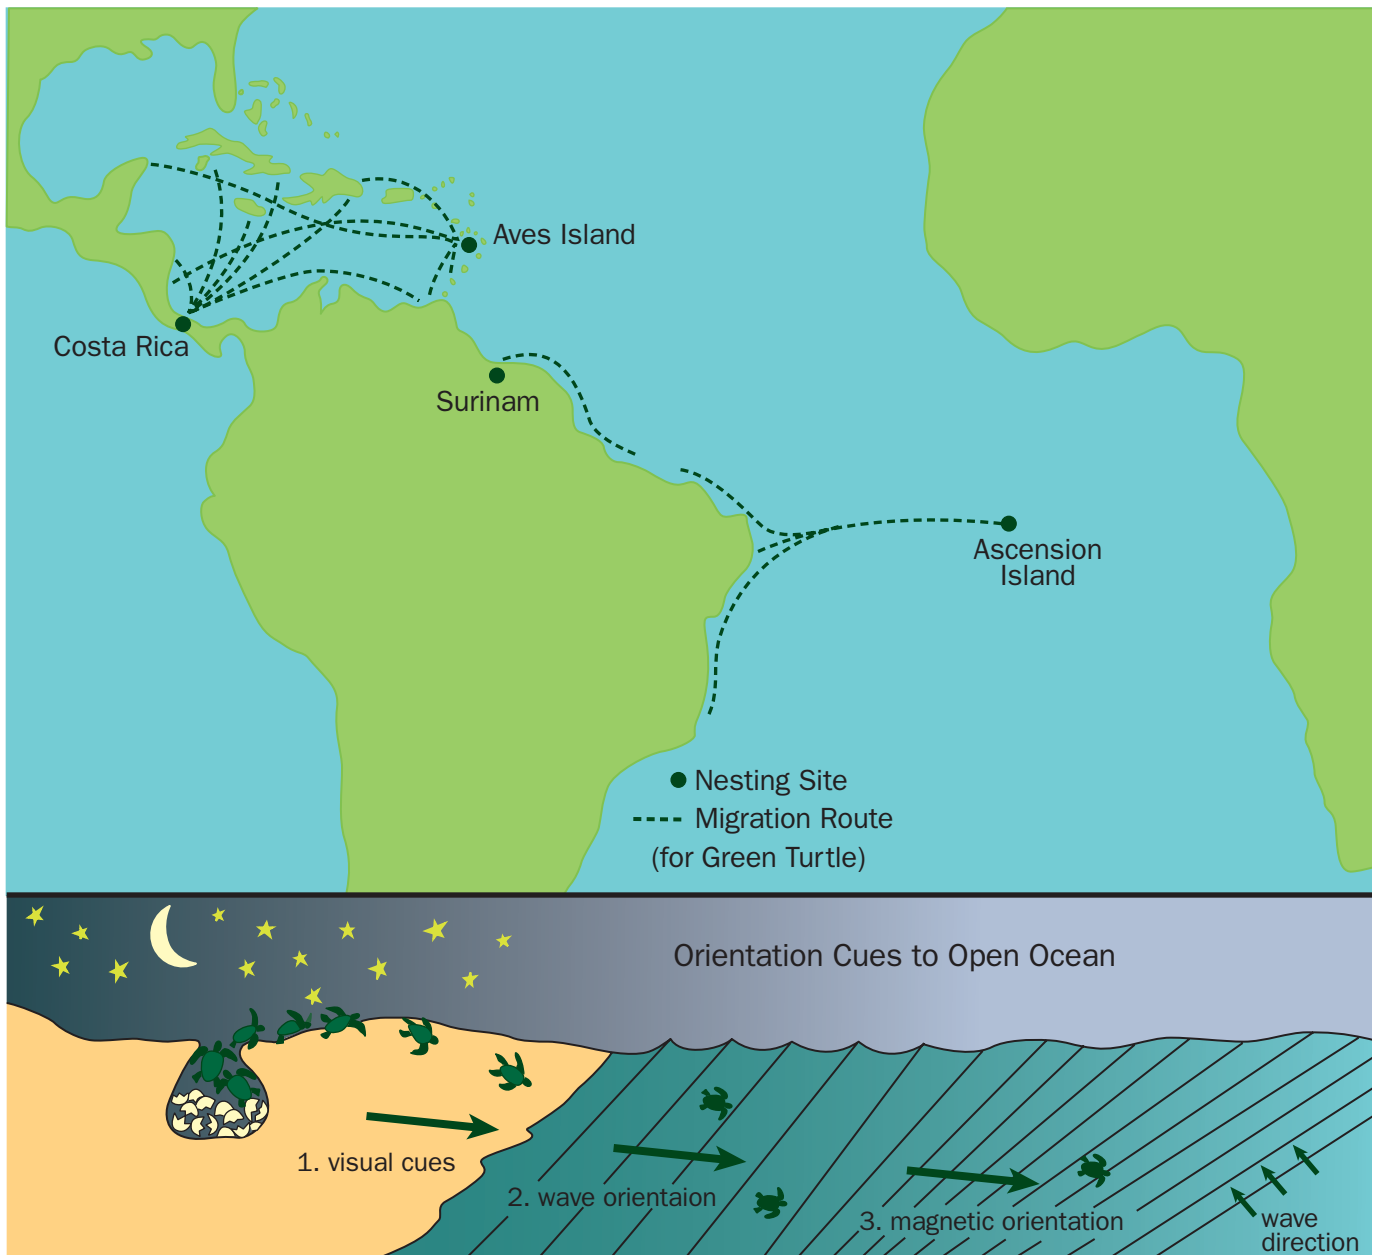 Aves Island
Costa Rica
Surinam
Ascension
Island
Nesting Site
Migration Route
(for Green Turtle)
Orientation Cues to Open Ocean
1. visual cues
2. wave orientaion
3. magnetic orientation
wave
direction